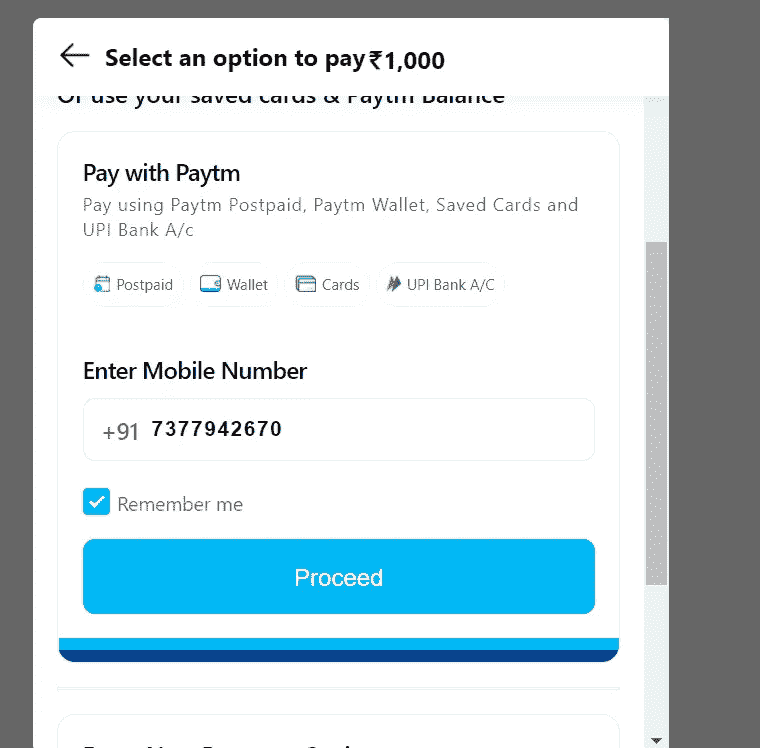 Select an option to pay ₹1,000
Or use your saved cards & Paytm Balance
Pay with Paytm
Pay using Paytm Postpaid, Paytm Wallet, Saved Cards and
UPI Bank A/c
Postpaid Wallet Cards UPI Bank A/C
Enter Mobile Number
+91 7377942670
Remember me
Proceed